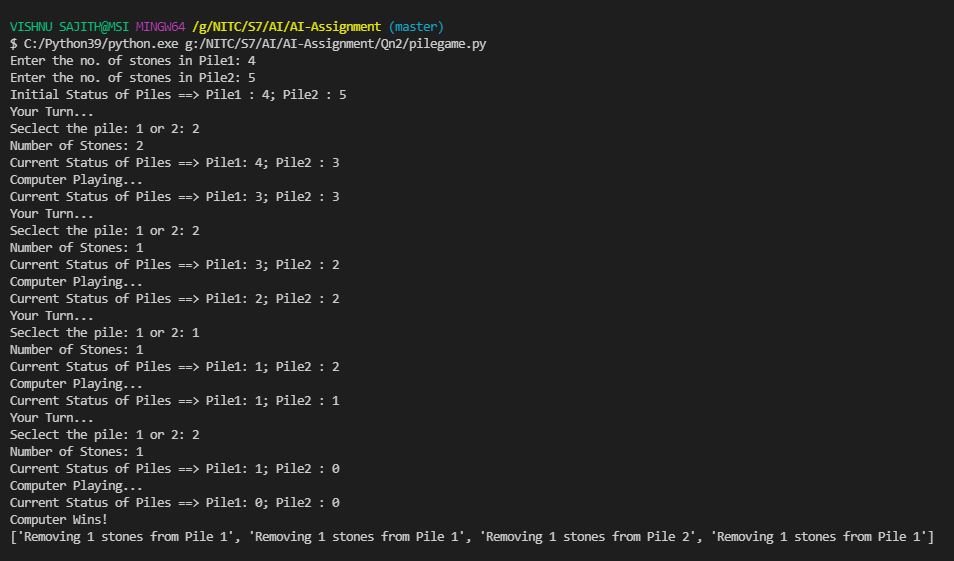 VISHNU SAJITH@MSI MINGW64 /g/NITC/S7/AI/AI-Assignment (master)
$ C:/Python39/python.exe g:/NITC/S7/AI/AI-Assignment/Qn2/pilegame.py
Enter the no. of stones in Pile1: 4
Enter the no. of stones in Pile2: 5
Initial Status of Piles ==> Pile1 : 4; Pile2 : 5
Your Turn...
Seclect the pile: 1 or 2: 2
Number of Stones: 2
Current Status of Piles ==> Pile1: 4; Pile2 : 3
Computer Playing...
Current Status of Piles ==> Pile1: 3; Pile2 : 3
Your Turn...
Seclect the pile: 1 or 2: 2
Number of Stones: 1
Current Status of Piles ==> Pile1: 3; Pile2 : 2
Computer Playing...
Current Status of Piles ==> Pile1: 2; Pile2 : 2
Your Turn...
Seclect the pile: 1 or 2: 1
Number of Stones: 1
Current Status of Piles ==> Pile1: 1; Pile2 : 2
Computer Playing...
Current Status of Piles ==> Pile1: 1; Pile2 : 1
Your Turn...
Seclect the pile: 1 or 2: 2
Number of Stones: 1
Current Status of Piles ==> Pile1: 1; Pile2 : 0
Computer Playing...
Current Status of Piles ==> Pile1: 0; Pile2 : 0
Computer Wins!
['Removing 1 stones from Pile 1', 'Removing 1 stones from Pile 1', 'Removing 1 stones from Pile 2', 'Removing 1 stones from Pile 1']